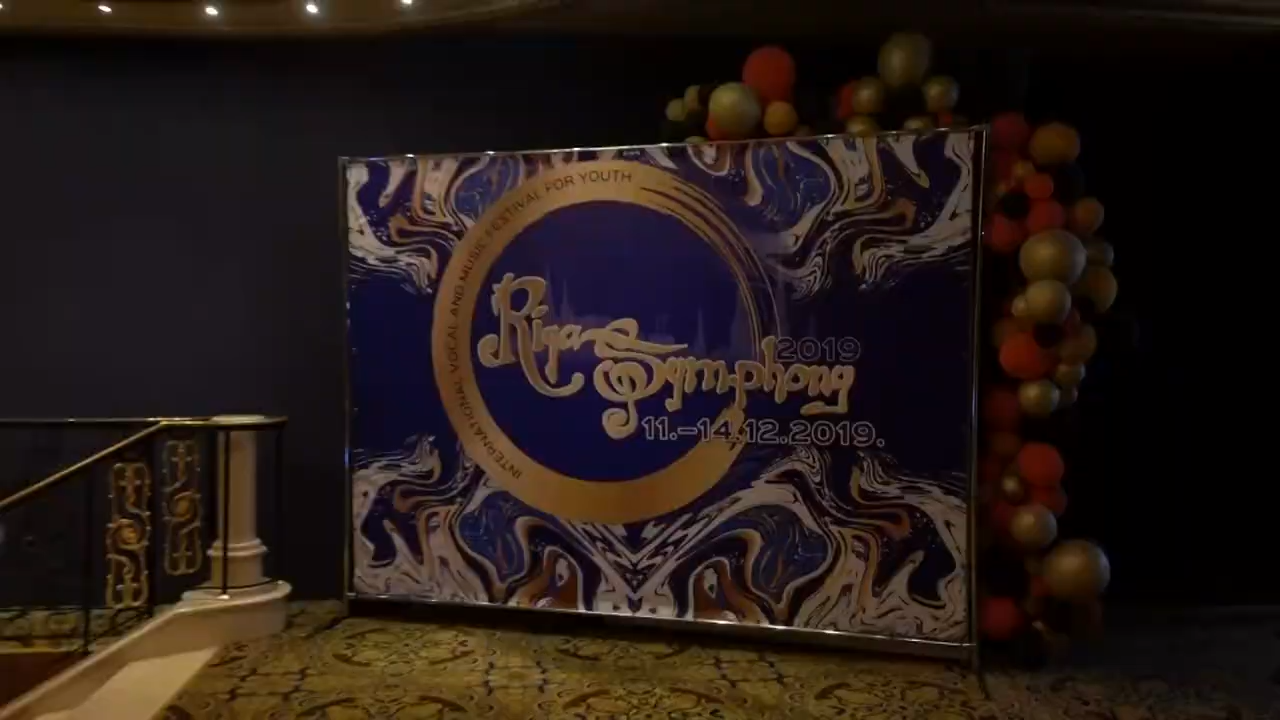 INTERNATIONAL VOCAL AND MUSIC FESTIVAL FOR YOUTH
Riga
Symphony
2019
11.-14.12.2019.